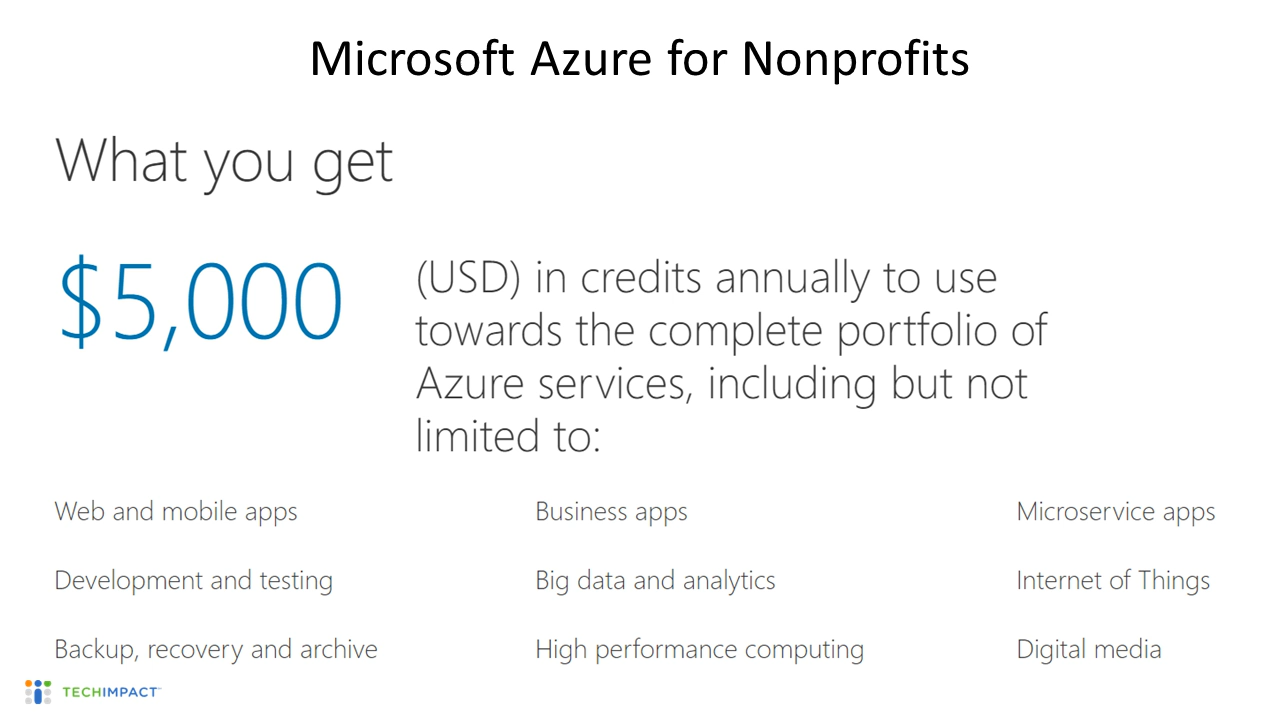 Microsoft Azure for Nonprofits
What you get
$5,000
(USD) in credits annually to use
towards the complete portfolio of
Azure services, including but not
limited to:
Web and mobile apps
Business apps
Microservice apps
Development and testing
Big data and analytics
Internet of Things
Backup, recovery and archive
High performance computing
Digital media
TECHIMPACT™